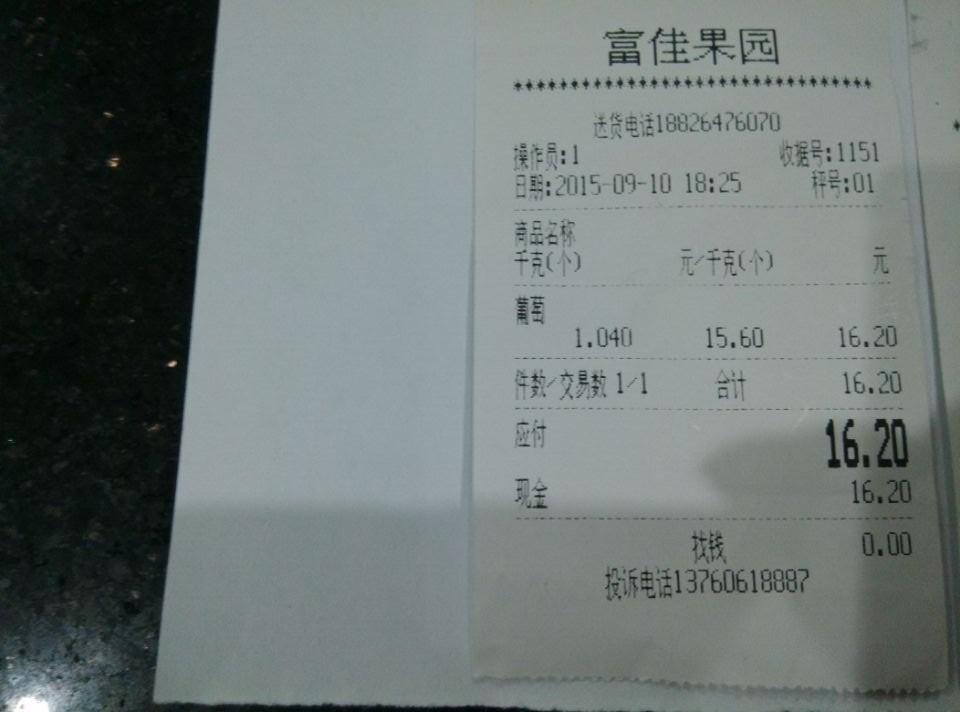 富佳果园
************************************
送货电话18826476070
操作员:1 收据号:1151
日期:2015-09-10 18:25 秤号:01
商品名称
千克(个) 元/千克(个) 元
葡萄
1.040 15.60 16.20
件数/交易数 1/1 合计 16.20
应付 16.20
现金 16.20
找钱 0.00
投诉电话13760618887